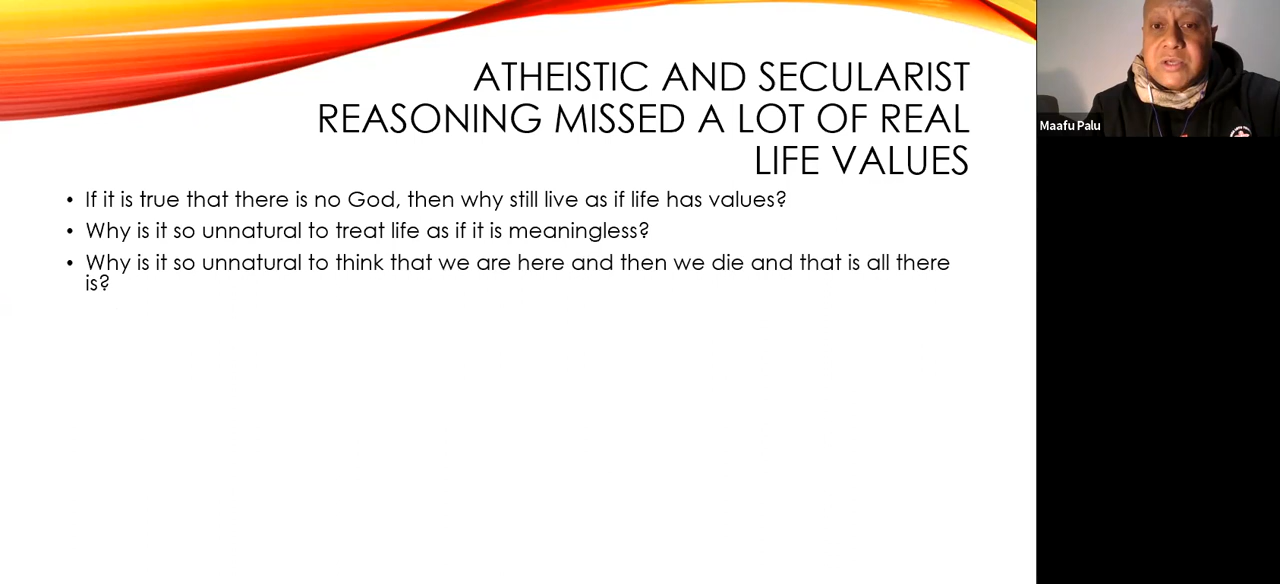 ATHEISTIC AND SECULARIST
REASONING MISSED A LOT OF REAL
LIFE VALUES
• If it is true that there is no God, then why still live as if life has values?
• Why is it so unnatural to treat life as if it is meaningless?
• Why is it so unnatural to think that we are here and then we die and that is all there
is?
Maafu Palu